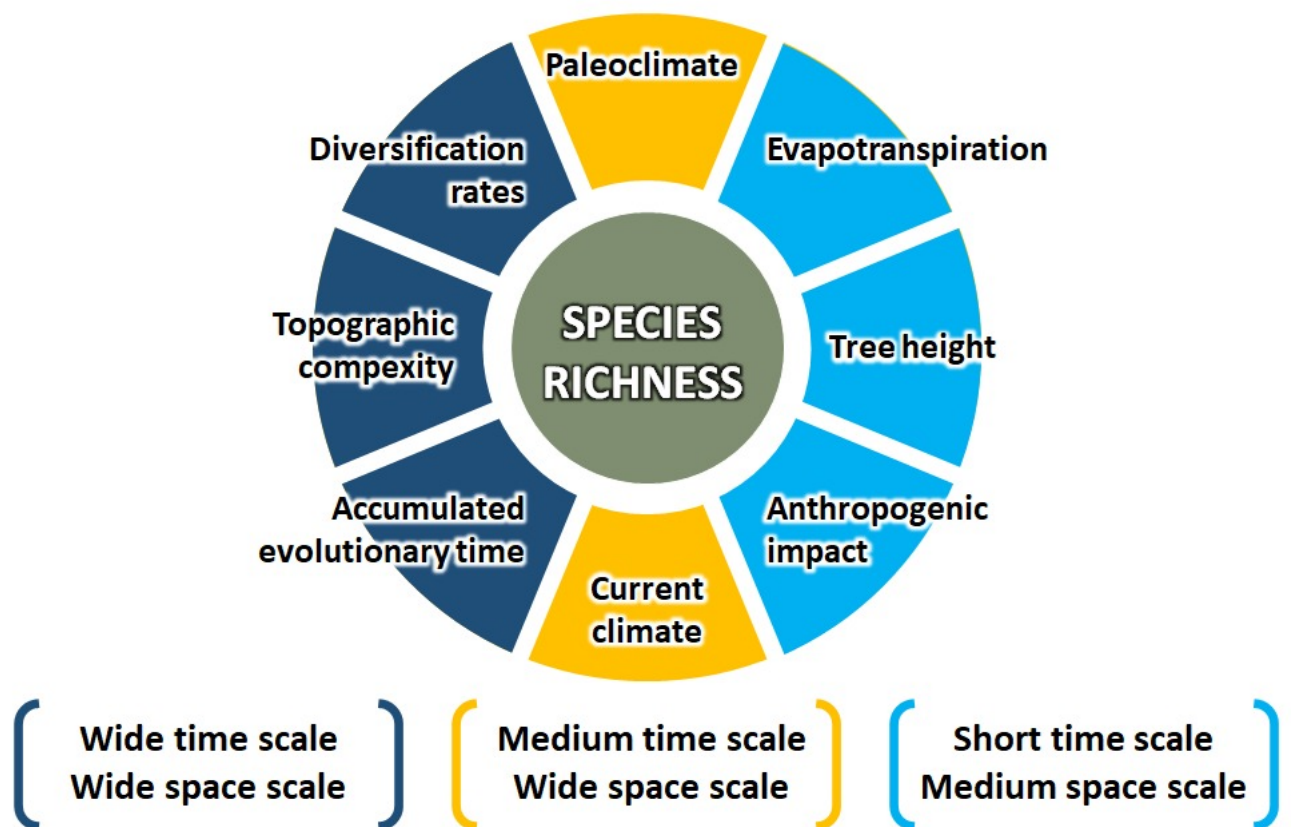 Paleoclimate
Diversification
rates
Evapotranspiration
Topographic
compexity
SPECIES
RICHNESS
Tree height
Accumulated
evolutionary time
Anthropogenic
impact
Current
climate
Wide time scale
Wide space scale
Medium time scale
Wide space scale
Short time scale
Medium space scale